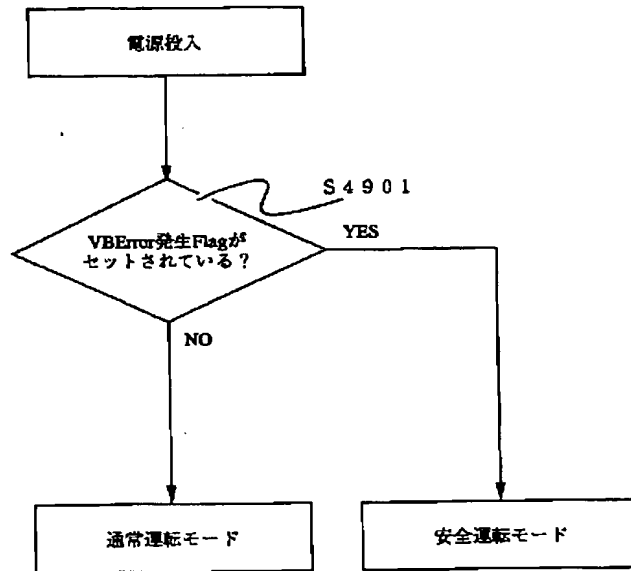 電源投入
S4901
VBError発生Flagが
セットされている？
YES
NO
通常運転モード
安全運転モード